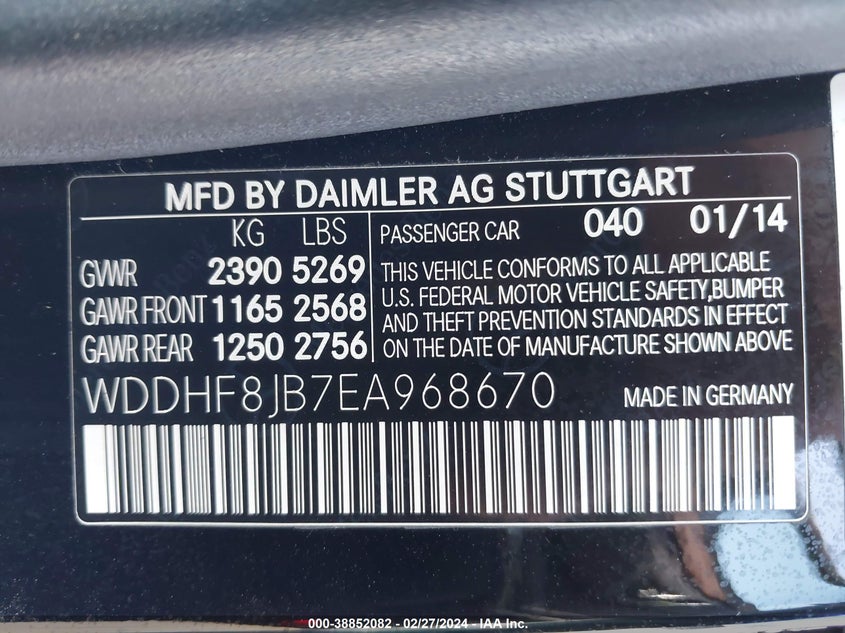 MFD BY DAIMLER AG STUTTGART
KG LBS
PASSENGER CAR 040 01/14
GVWR 2390 5269
GAWR FRONT 1165 2568
GAWR REAR 1250 2756
THIS VEHICLE CONFORMS TO ALL APPLICABLE
U.S. FEDERAL MOTOR VEHICLE SAFETY,BUMPER
AND THEFT PREVENTION STANDARDS IN EFFECT
ON THE DATE OF MANUFACTURE SHOWN ABOVE
WDDHF8JB7EA968670
MADE IN GERMANY
000-38852082 - 02/27/2024 - IAA Inc.